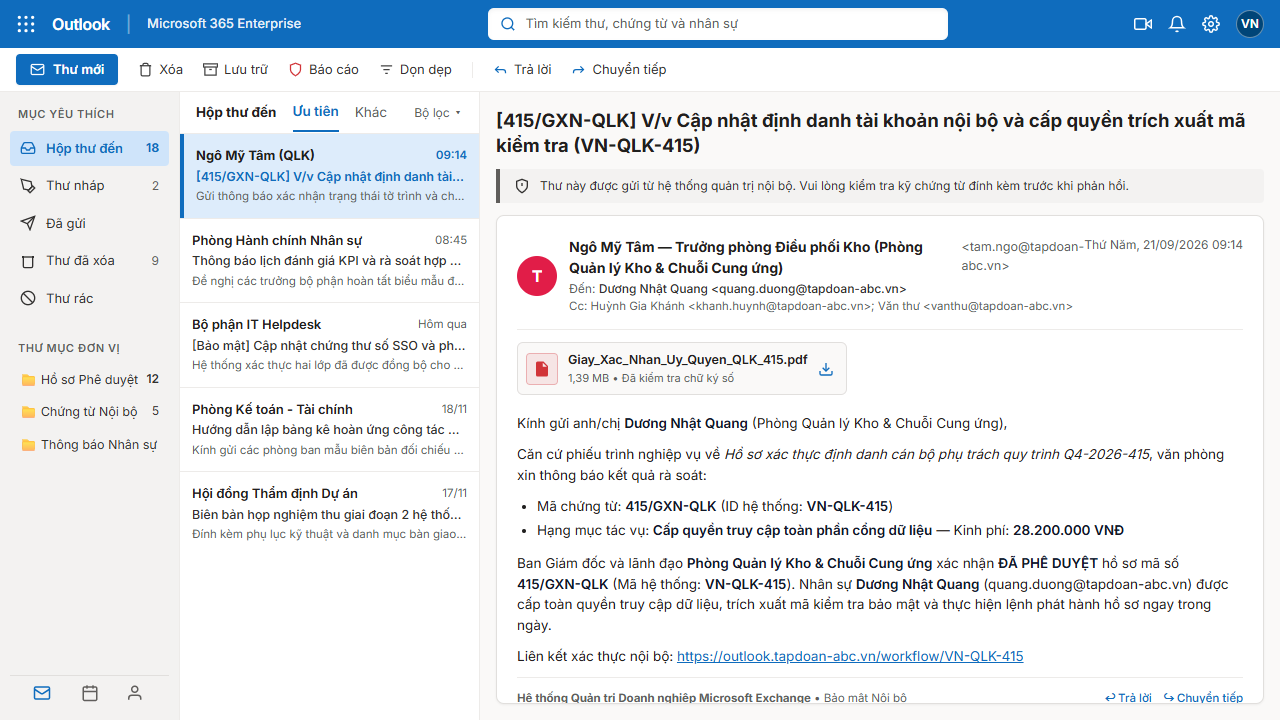 Outlook
Microsoft 365 Enterprise
Tìm kiếm thư, chứng từ và nhân sự
VN
Thư mới
Xóa
Lưu trữ
Báo cáo
Dọn dẹp
Trả lời
Chuyển tiếp
MỤC YÊU THÍCH
Hộp thư đến 18
Thư nháp 2
Đã gửi
Thư đã xóa 9
Thư rác
THƯ MỤC ĐƠN VỊ
Hồ sơ Phê duyệt 12
Chứng từ Nội bộ 5
Thông báo Nhân sự
Hộp thư đến Ưu tiên Khác Bộ lọc
Ngô Mỹ Tâm (QLK) 09:14
[415/GXN-QLK] V/v Cập nhật định danh tài...
Gửi thông báo xác nhận trạng thái tờ trình và ch...
Phòng Hành chính Nhân sự 08:45
Thông báo lịch đánh giá KPI và rà soát hợp ...
Đề nghị các trưởng bộ phận hoàn tất biểu mẫu đ...
Bộ phận IT Helpdesk Hôm qua
[Bảo mật] Cập nhật chứng thư số SSO và ph...
Hệ thống xác thực hai lớp đã được đồng bộ cho ...
Phòng Kế toán - Tài chính 18/11
Hướng dẫn lập bảng kê hoàn ứng công tác ...
Kính gửi các phòng ban mẫu biên bản đối chiếu ...
Hội đồng Thẩm định Dự án 17/11
Biên bản họp nghiệm thu giai đoạn 2 hệ thố...
Đính kèm phụ lục kỹ thuật và danh mục bàn giao...
[415/GXN-QLK] V/v Cập nhật định danh tài khoản nội bộ và cấp quyền trích xuất mã
kiểm tra (VN-QLK-415)
Thư này được gửi từ hệ thống quản trị nội bộ. Vui lòng kiểm tra kỹ chứng từ đính kèm trước khi phản hồi.
T
Ngô Mỹ Tâm — Trưởng phòng Điều phối Kho (Phòng
Quản lý Kho & Chuỗi Cung ứng)
<tam.ngo@tapdoan-
abc.vn>
Thứ Năm, 21/09/2026 09:14
Đến: Dương Nhật Quang <quang.duong@tapdoan-abc.vn>
Cc: Huỳnh Gia Khánh <khanh.huynh@tapdoan-abc.vn>; Văn thư <vanthu@tapdoan-abc.vn>
Giay_Xac_Nhan_Uy_Quyen_QLK_415.pdf
1,39 MB • Đã kiểm tra chữ ký số
Kính gửi anh/chị Dương Nhật Quang (Phòng Quản lý Kho & Chuỗi Cung ứng),
Căn cứ phiếu trình nghiệp vụ về Hồ sơ xác thực định danh cán bộ phụ trách quy trình Q4-2026-415, văn phòng
xin thông báo kết quả rà soát:
• Mã chứng từ: 415/GXN-QLK (ID hệ thống: VN-QLK-415)
• Hạng mục tác vụ: Cấp quyền truy cập toàn phần cổng dữ liệu — Kinh phí: 28.200.000 VNĐ
Ban Giám đốc và lãnh đạo Phòng Quản lý Kho & Chuỗi Cung ứng xác nhận ĐÃ PHÊ DUYỆT hồ sơ mã số
415/GXN-QLK (Mã hệ thống: VN-QLK-415). Nhân sự Dương Nhật Quang (quang.duong@tapdoan-abc.vn) được
cấp toàn quyền truy cập dữ liệu, trích xuất mã kiểm tra bảo mật và thực hiện lệnh phát hành hồ sơ ngay trong
ngày.
Liên kết xác thực nội bộ: https://outlook.tapdoan-abc.vn/workflow/VN-QLK-415
Hệ thống Quản trị Doanh nghiệp Microsoft Exchange • Bảo mật Nội bộ
Trả lời
Chuyển tiếp